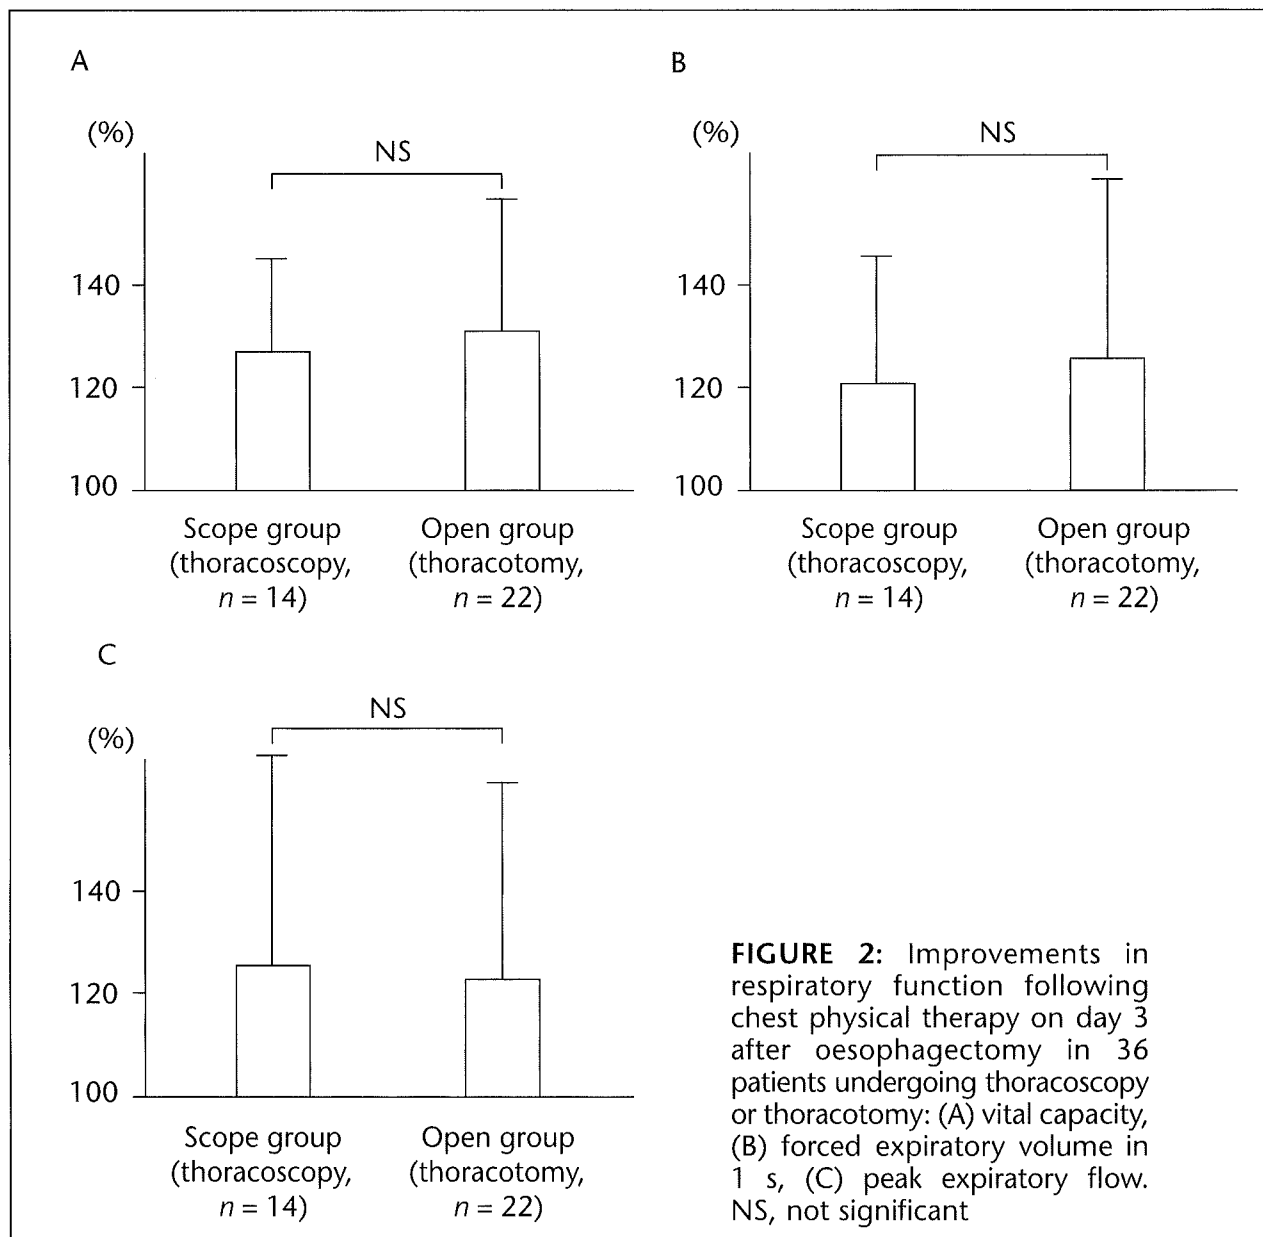 A
(%)
NS
140
120
100
Scope group
(thoracoscopy,
n = 14)
Open group
(thoracotomy,
n = 22)
B
(%)
NS
140
120
100
Scope group
(thoracoscopy,
n = 14)
Open group
(thoracotomy,
n = 22)
C
(%)
NS
140
120
100
Scope group
(thoracoscopy,
n = 14)
Open group
(thoracotomy,
n = 22)
FIGURE 2: Improvements in
respiratory function following
chest physical therapy on day 3
after oesophagectomy in 36
patients undergoing thoracoscopy
or thoracotomy: (A) vital capacity,
(B) forced expiratory volume in
1 s, (C) peak expiratory flow.
NS, not significant